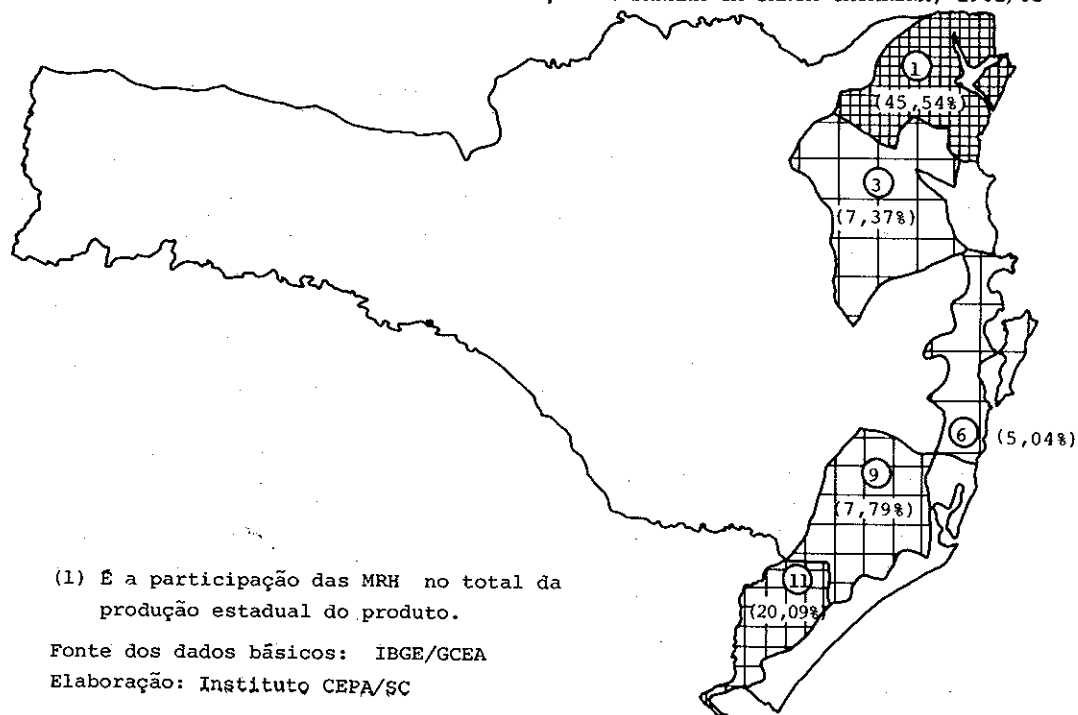 1
(45,54%)
3
(7,37%)
6 (5,04%)
9
(7,79%)
11
(20,09%)
(1) É a participação das MRH no total da
produção estadual do produto.
Fonte dos dados básicos: IBGE/GCEA
Elaboração: Instituto CEPA/SC